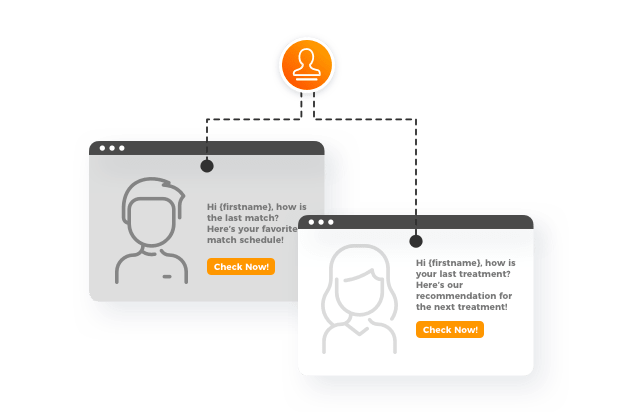 Hi {firstname}, how is
the last match?
Here's your favorite
match schedule!
Check Now!
Hi {firstname}, how is
your last treatment?
Here's our
recommendation for
the next treatment!
Check Now!